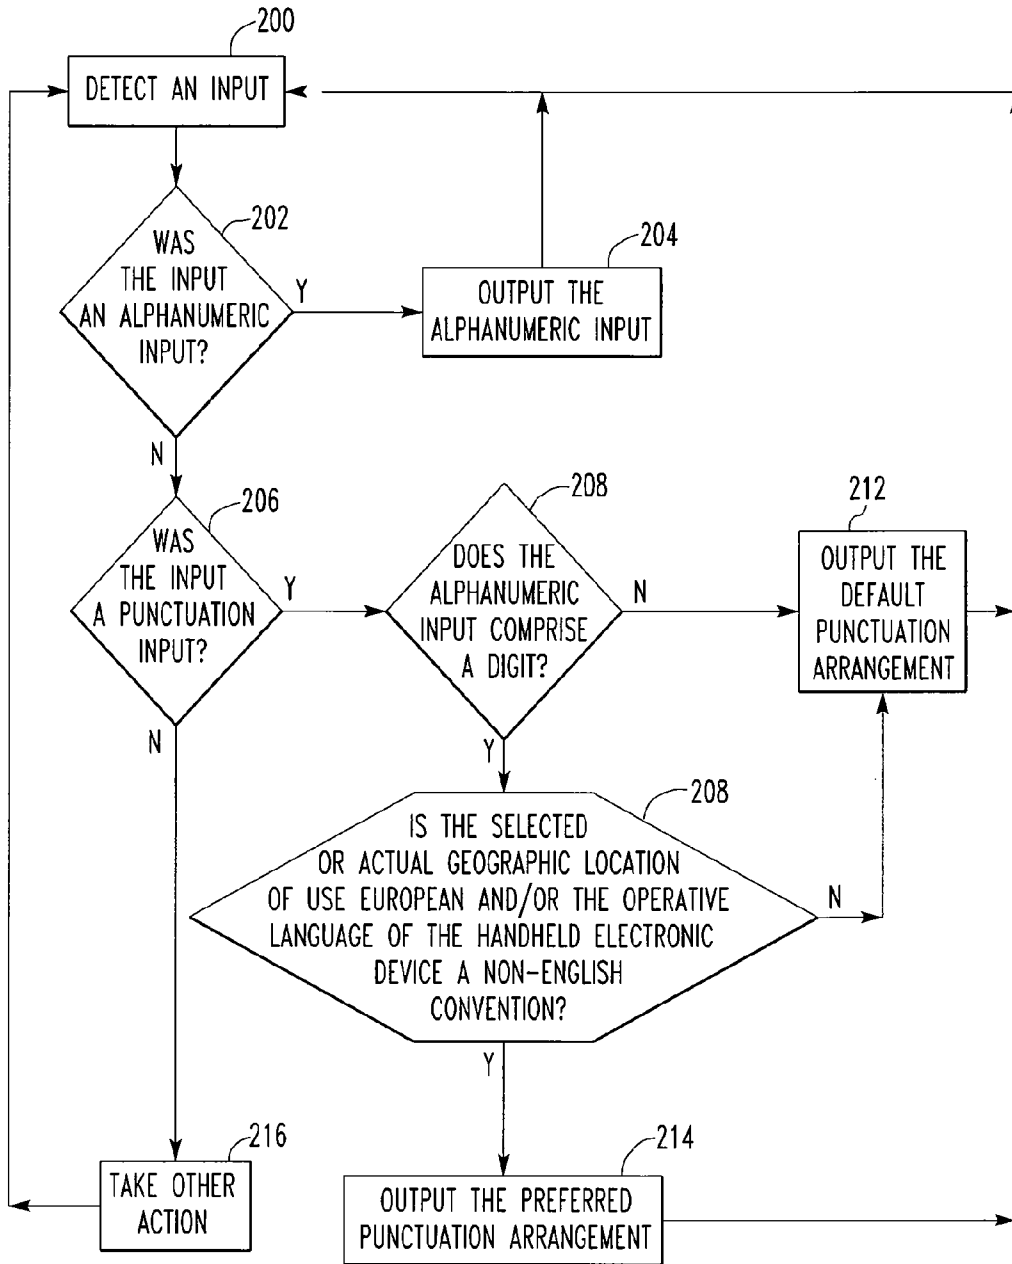 200
DETECT AN INPUT
202
WAS
THE INPUT
AN ALPHANUMERIC
INPUT?
Y
204
OUTPUT THE
ALPHANUMERIC INPUT
N
206
WAS
THE INPUT
A PUNCTUATION
INPUT?
Y
208
DOES THE
ALPHANUMERIC
INPUT COMPRISE
A DIGIT?
N
212
OUTPUT THE
DEFAULT
PUNCTUATION
ARRANGEMENT
N
Y
208
IS THE SELECTED
OR ACTUAL GEOGRAPHIC LOCATION
OF USE EUROPEAN AND/OR THE OPERATIVE
LANGUAGE OF THE HANDHELD ELECTRONIC
DEVICE A NON-ENGLISH
CONVENTION?
N
Y
216
TAKE OTHER
ACTION
214
OUTPUT THE PREFERRED
PUNCTUATION ARRANGEMENT